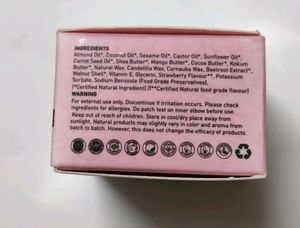 INGREDIENTS
Almond Oil*, Coconut Oil*, Sesame Oil*, Castor Oil*, Sunflower Oil*,
Carrot Seed Oil*, Shea Butter*, Mango Butter*, Cocoa Butter*, Kokum
Butter*, Natural Wax, Candelilla Wax, Carnauba Wax, Beetroot Extract*,
Walnut Shell*, Vitamin E, Glycerin, Strawberry Flavour**, Potassium
Sorbate, Sodium Benzoate (Food Grade Preservatives),
(*Certified Natural Ingredient) /(**Certified Natural food grade flavour)
WARNING
For external use only. Discontinue if irritation occurs. Please check
ingredients for allergies. Do patch test on inner elbow before use.
Keep out of reach of children. Store in cool/dry place away from
sunlight. Natural products may slightly vary in color and aroma from
batch to batch. However, this does not change the efficacy of products.